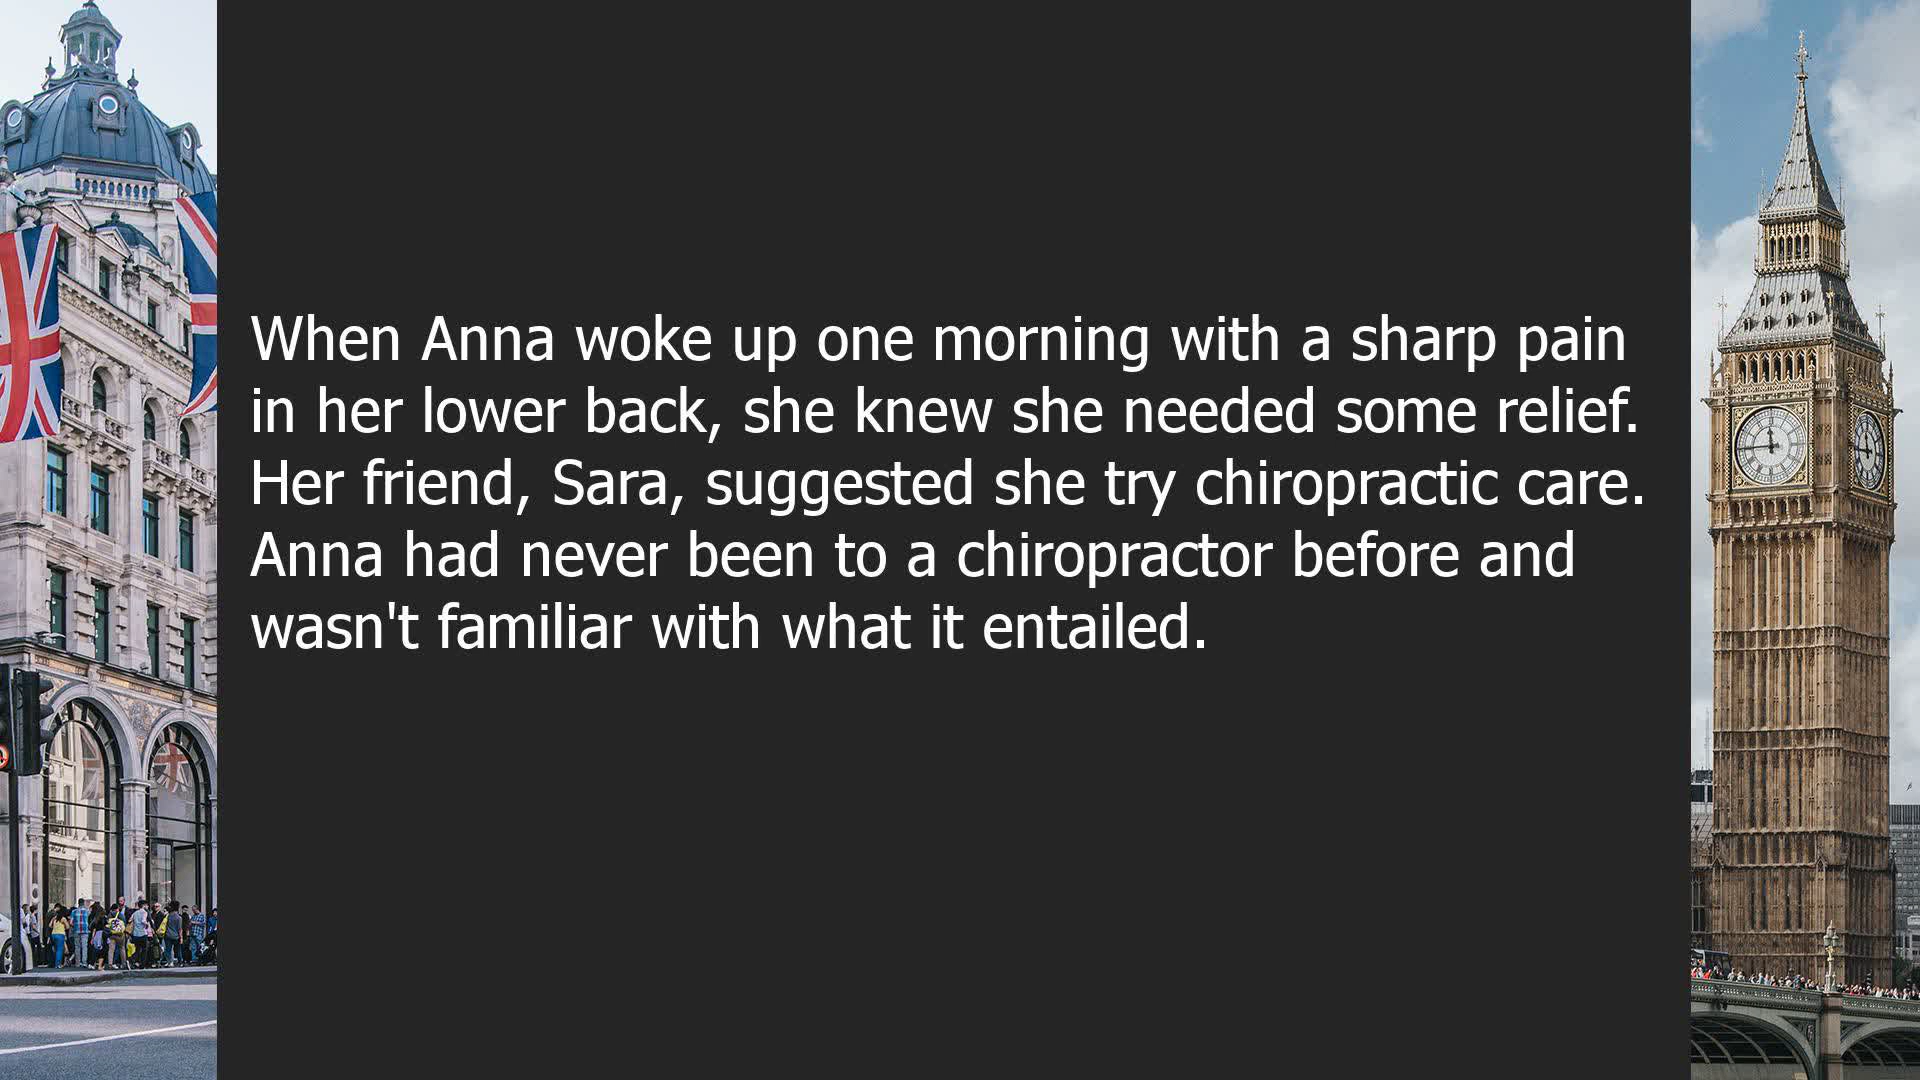 When Anna woke up one morning with a sharp pain
in her lower back, she knew she needed some relief.
Her friend, Sara, suggested she try chiropractic care.
Anna had never been to a chiropractor before and
wasn't familiar with what it entailed.